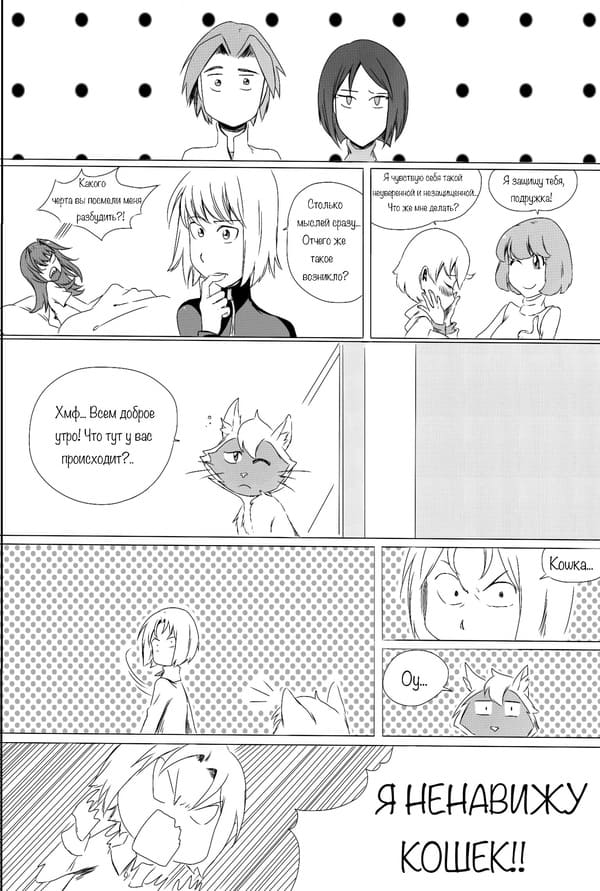 Какого
черта вы посмели меня
разбудить?!
Столько
мыслей сразу...
Отчего же
такое
возникло?
Я чувствую себя такой
неуверенной и незащищенной...
Что же мне делать?
Я защищу тебя,
подружка!
Хмф... Всем доброе
утро! Что тут у вас
происходит?..
Кошка...
Оу...
Я НЕНАВИЖУ
КОШЕК!!